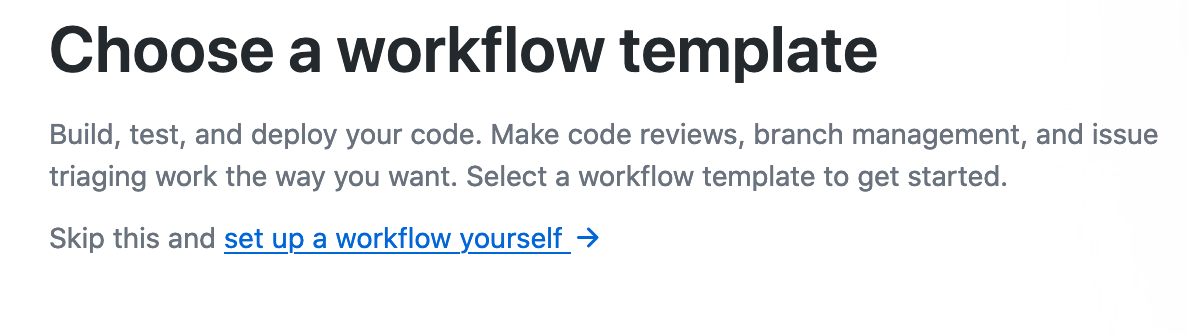 Choose a workflow template
Build, test, and deploy your code. Make code reviews, branch management, and issue
triaging work the way you want. Select a workflow template to get started.
Skip this and set up a workflow yourself →